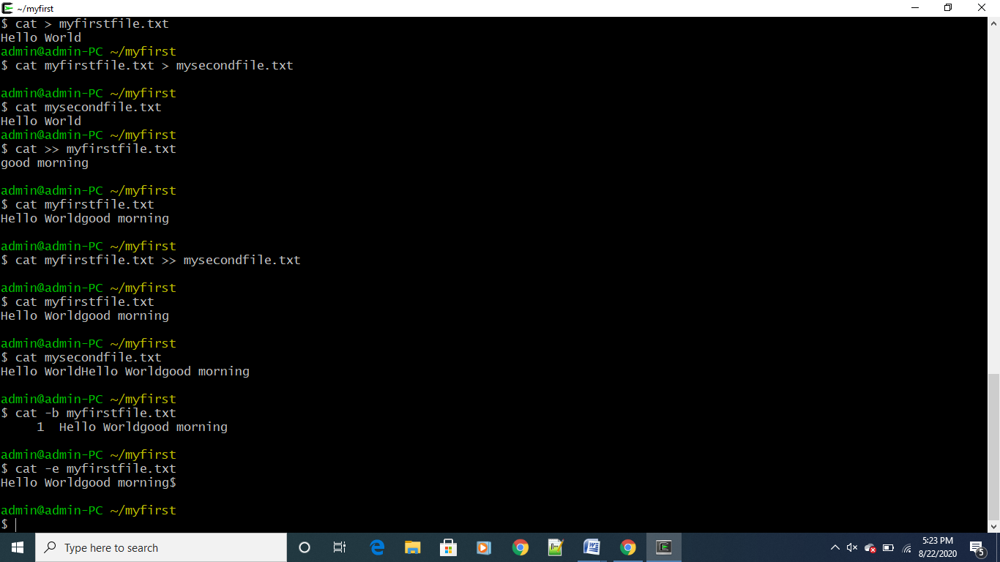 ~/myfirst
$ cat > myfirstfile.txt
Hello World
admin@admin-PC ~/myfirst
$ cat myfirstfile.txt > mysecondfile.txt
admin@admin-PC ~/myfirst
$ cat mysecondfile.txt
Hello World
admin@admin-PC ~/myfirst
$ cat >> myfirstfile.txt
good morning
admin@admin-PC ~/myfirst
$ cat myfirstfile.txt
Hello Worldgood morning
admin@admin-PC ~/myfirst
$ cat myfirstfile.txt >> mysecondfile.txt
admin@admin-PC ~/myfirst
$ cat myfirstfile.txt
Hello Worldgood morning
admin@admin-PC ~/myfirst
$ cat mysecondfile.txt
Hello WorldHello Worldgood morning
admin@admin-PC ~/myfirst
$ cat -b myfirstfile.txt
     1  Hello Worldgood morning
admin@admin-PC ~/myfirst
$ cat -e myfirstfile.txt
Hello Worldgood morning$
admin@admin-PC ~/myfirst
$
Type here to search
5:23 PM
8/22/2020
5